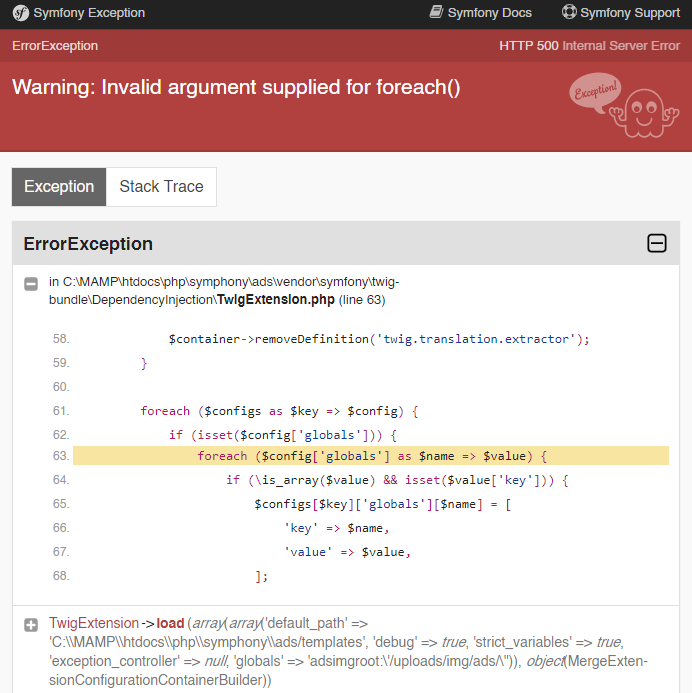 sf Symfony Exception Symfony Docs Symfony Support
ErrorException HTTP 500 Internal Server Error
Warning: Invalid argument supplied for foreach()
Exception!
Exception Stack Trace
ErrorException
in C:\MAMP\htdocs\php\symphony\ads\vendor\symfony\twig-
bundle\DependencyInjection\TwigExtension.php (line 63)
58. $container->removeDefinition('twig.translation.extractor');
59. }
60.
61. foreach ($configs as $key => $config) {
62. if (isset($config['globals'])) {
63. foreach ($config['globals'] as $name => $value) {
64. if (\is_array($value) && isset($value['key'])) {
65. $configs[$key]['globals'][$name] = [
66. 'key' => $name,
67. 'value' => $value,
68. ];
TwigExtension->load (array(array('default_path' =>
'C:\\MAMP\\htdocs\\php\\symphony\\ads/templates', 'debug' => true, 'strict_variables' => true,
'exception_controller' => null, 'globals' => 'adsimgroot:\'/uploads/img/ads/\'')), object(MergeExten-
sionConfigurationContainerBuilder))